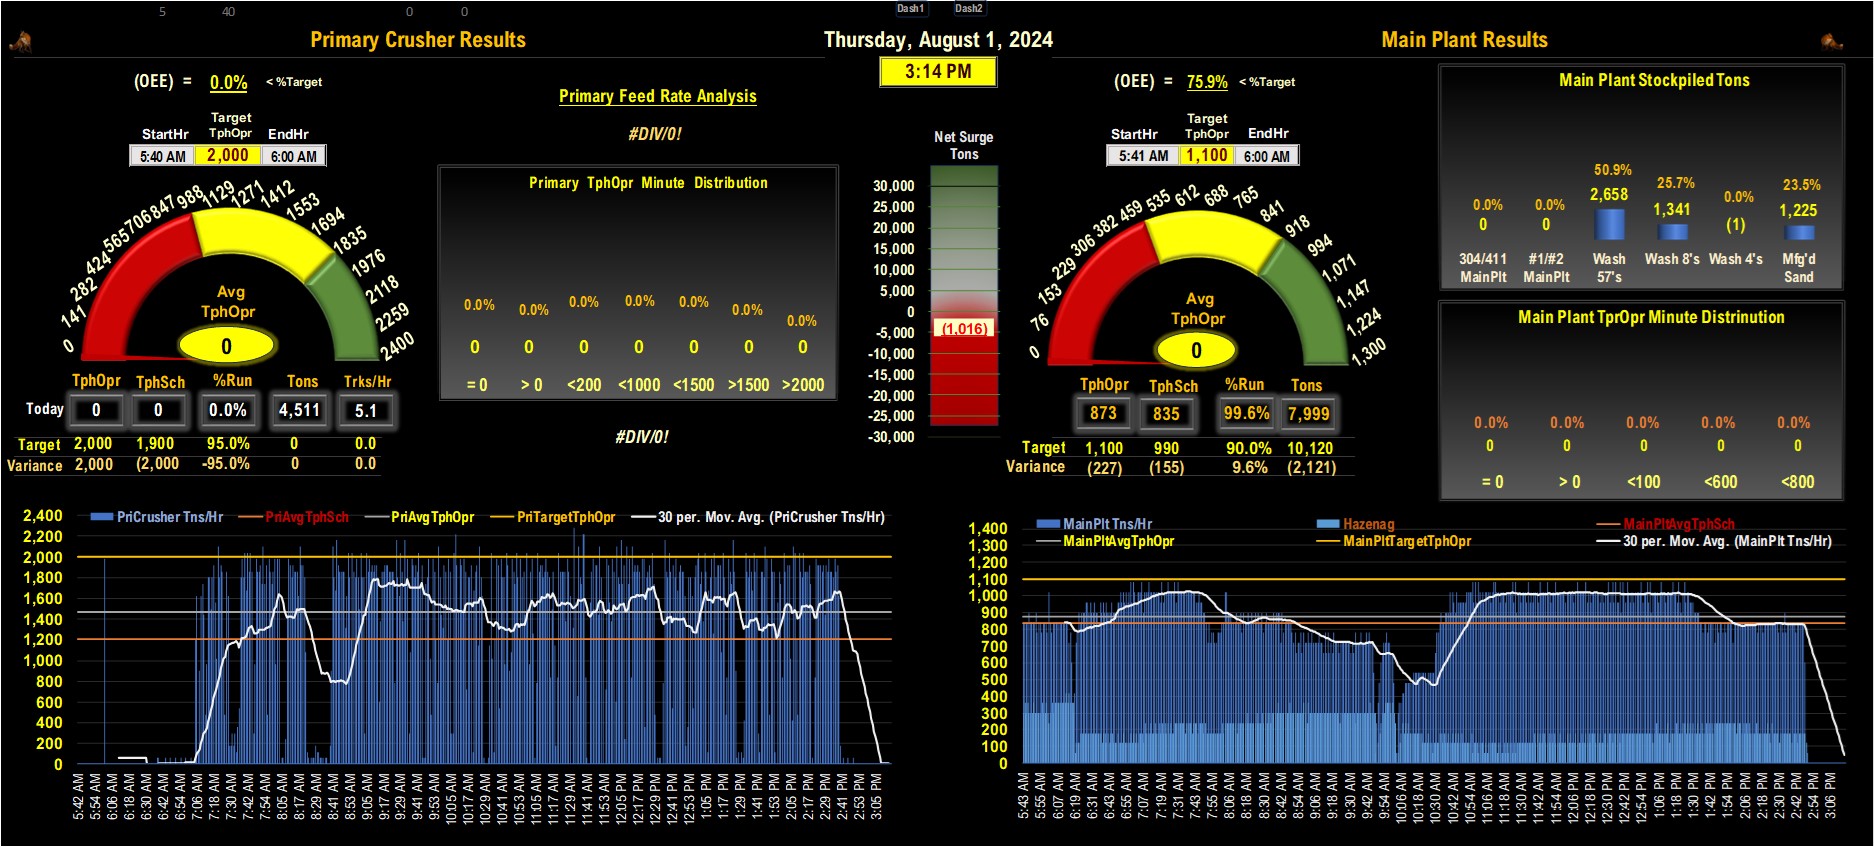 5 40 0 0 Dash1 Dash2
Primary Crusher Results
Thursday, August 1, 2024
Main Plant Results
3:14 PM
(OEE) = 0.0% < %Target
Target
StartHr TphOpr EndHr
5:40 AM 2,000 6:00 AM
0 141 282 424 565 706 847 988 1129 1271 1412 1553 1694 1835 1976 2118 2259 2400
Avg
TphOpr
0
TphOpr TphSch %Run Tons Trks/Hr
Today 0 0 0.0% 4,511 5.1
Target 2,000 1,900 95.0% 0 0.0
Variance 2,000 (2,000 -95.0% 0 0.0
Primary Feed Rate Analysis
#DIV/0!
Primary TphOpr Minute Distribution
0.0% 0.0% 0.0% 0.0% 0.0% 0.0% 0.0%
0 0 0 0 0 0 0
= 0 > 0 <200 <1000 <1500 >1500 >2000
#DIV/0!
Net Surge
Tons
30,000
25,000
20,000
15,000
10,000
5,000
0
-5,000
-10,000
-15,000
-20,000
-25,000
-30,000
(1,016)
(OEE) = 75.9% < %Target
Target
StartHr TphOpr EndHr
5:41 AM 1,100 6:00 AM
0 76 153 229 306 382 459 535 612 688 765 841 918 994 1,071 1,147 1,224 1,300
Avg
TphOpr
0
TphOpr TphSch %Run Tons
873 835 99.6% 7,999
Target 1,100 990 90.0% 10,120
Variance (227) (155) 9.6% (2,121)
Main Plant Stockpiled Tons
0.0% 0.0% 50.9% 25.7% 0.0% 23.5%
0 0 2,658 1,341 (1) 1,225
304/411 #1/#2 Wash Wash 8's Wash 4's Mfg'd
MainPlt MainPlt 57's Sand
Main Plant TprOpr Minute Distrinution
0.0% 0.0% 0.0% 0.0% 0.0%
0 0 0 0 0
= 0 > 0 <100 <600 <800
PriCrusher Tns/Hr PriAvgTphSch PriAvgTphOpr PriTargetTphOpr 30 per. Mov. Avg. (PriCrusher Tns/Hr)
2,400
2,200
2,000
1,800
1,600
1,400
1,200
1,000
800
600
400
200
0
5:42 AM 5:54 AM 6:06 AM 6:18 AM 6:30 AM 6:42 AM 6:54 AM 7:06 AM 7:18 AM 7:30 AM 7:42 AM 7:54 AM 8:05 AM 8:17 AM 8:29 AM 8:41 AM 8:53 AM 9:05 AM 9:17 AM 9:29 AM 9:41 AM 9:53 AM 10:05 AM 10:17 AM 10:29 AM 10:41 AM 10:53 AM 11:05 AM 11:17 AM 11:29 AM 11:41 AM 11:53 AM 12:05 PM 12:17 PM 12:29 PM 12:41 PM 12:53 PM 1:05 PM 1:17 PM 1:29 PM 1:41 PM 1:53 PM 2:05 PM 2:17 PM 2:29 PM 2:41 PM 2:53 PM 3:05 PM
MainPlt Tns/Hr Hazenag MainPltAvgTphSch
MainPltAvgTphOpr MainPltTargetTphOpr 30 per. Mov. Avg. (MainPlt Tns/Hr)
1,400
1,300
1,200
1,100
1,000
900
800
700
600
500
400
300
200
100
0
5:43 AM 5:55 AM 6:07 AM 6:19 AM 6:31 AM 6:43 AM 6:55 AM 7:07 AM 7:19 AM 7:31 AM 7:43 AM 7:55 AM 8:06 AM 8:18 AM 8:30 AM 8:42 AM 8:54 AM 9:06 AM 9:18 AM 9:30 AM 9:42 AM 9:54 AM 10:06 AM 10:18 AM 10:30 AM 10:42 AM 10:54 AM 11:06 AM 11:18 AM 11:30 AM 11:42 AM 11:54 AM 12:06 PM 12:18 PM 12:30 PM 12:42 PM 12:54 PM 1:06 PM 1:18 PM 1:30 PM 1:42 PM 1:54 PM 2:06 PM 2:18 PM 2:30 PM 2:42 PM 2:54 PM 3:06 PM